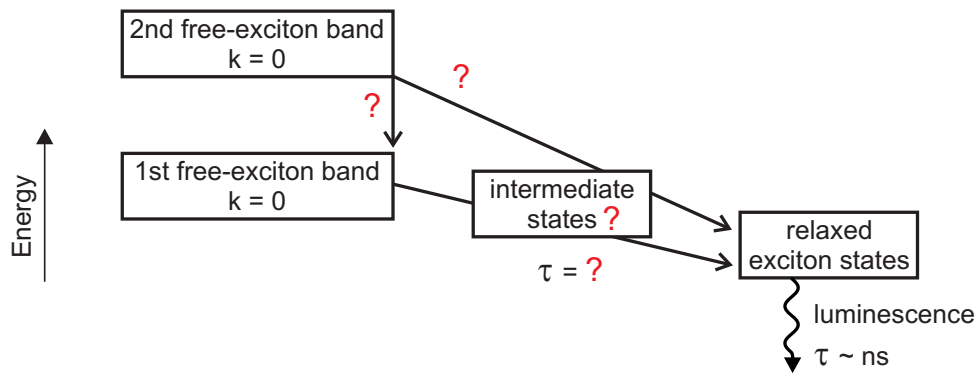 2nd free-exciton band
k = 0
?
?
1st free-exciton band
k = 0
intermediate
states ?
relaxed
exciton states
τ = ?
luminescence
τ ~ ns
Energy